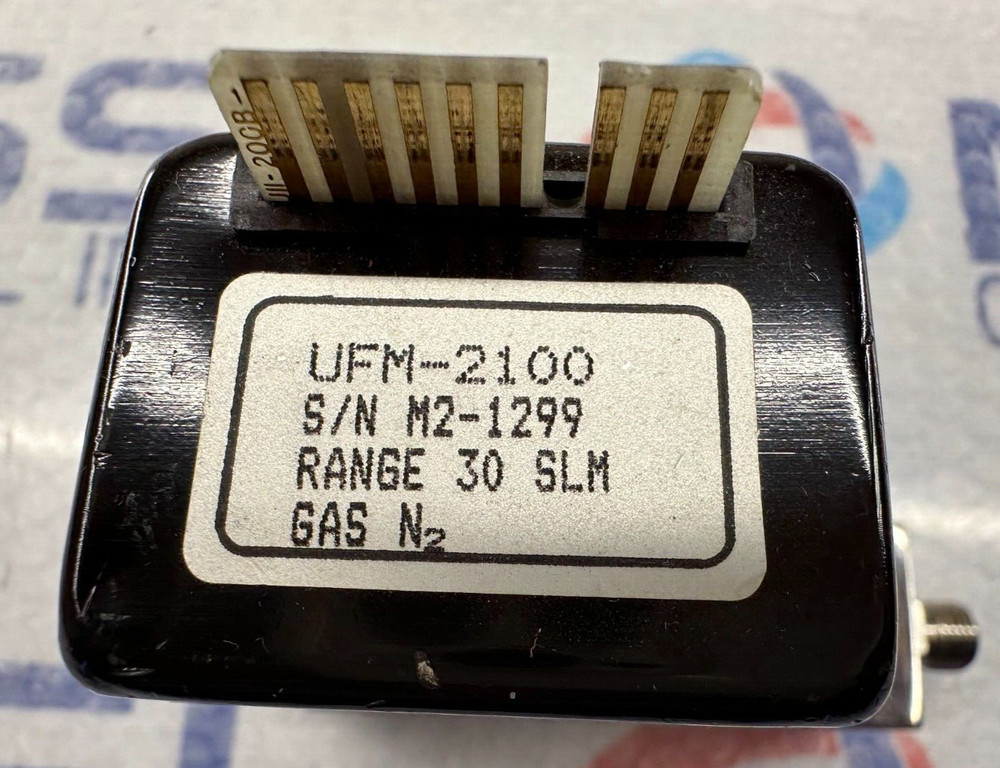 UFM-2100
S/N M2-1299
RANGE 30 SLM
GAS N₂